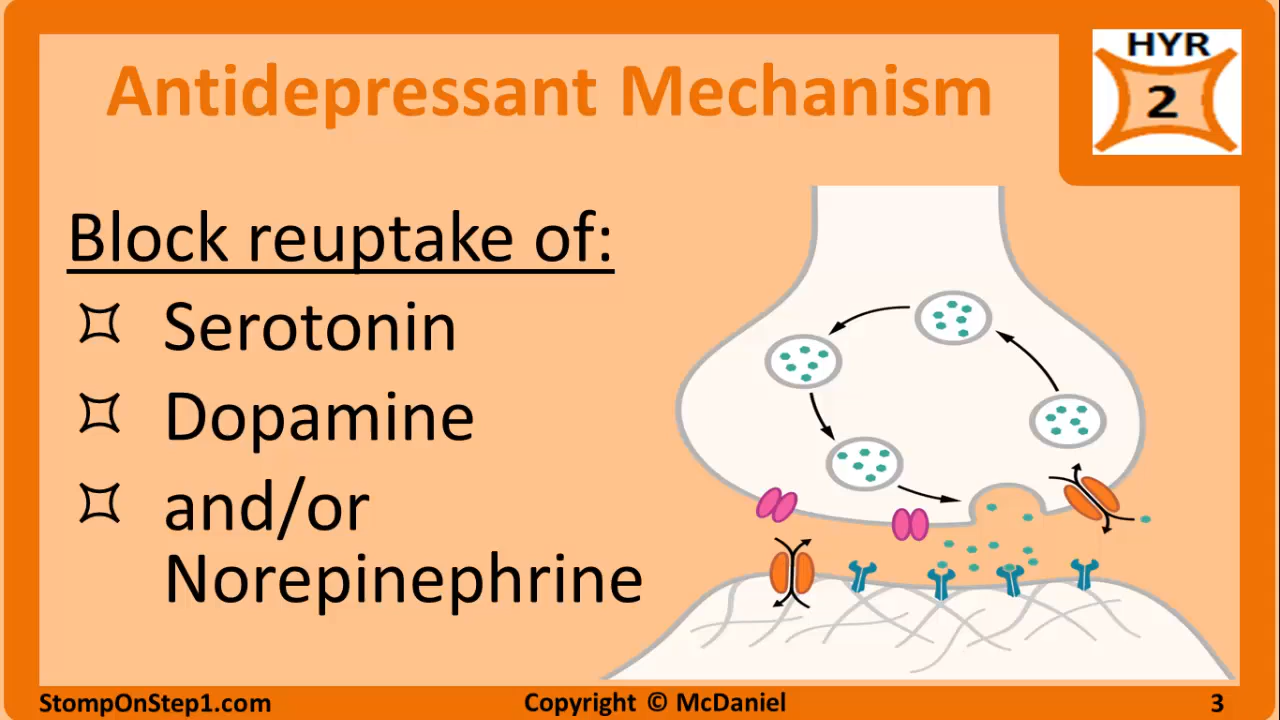 Antidepressant Mechanism
HYR
2
Block reuptake of:
Serotonin
Dopamine
and/or
Norepinephrine
StompOnStep1.com
Copyright © McDaniel
3